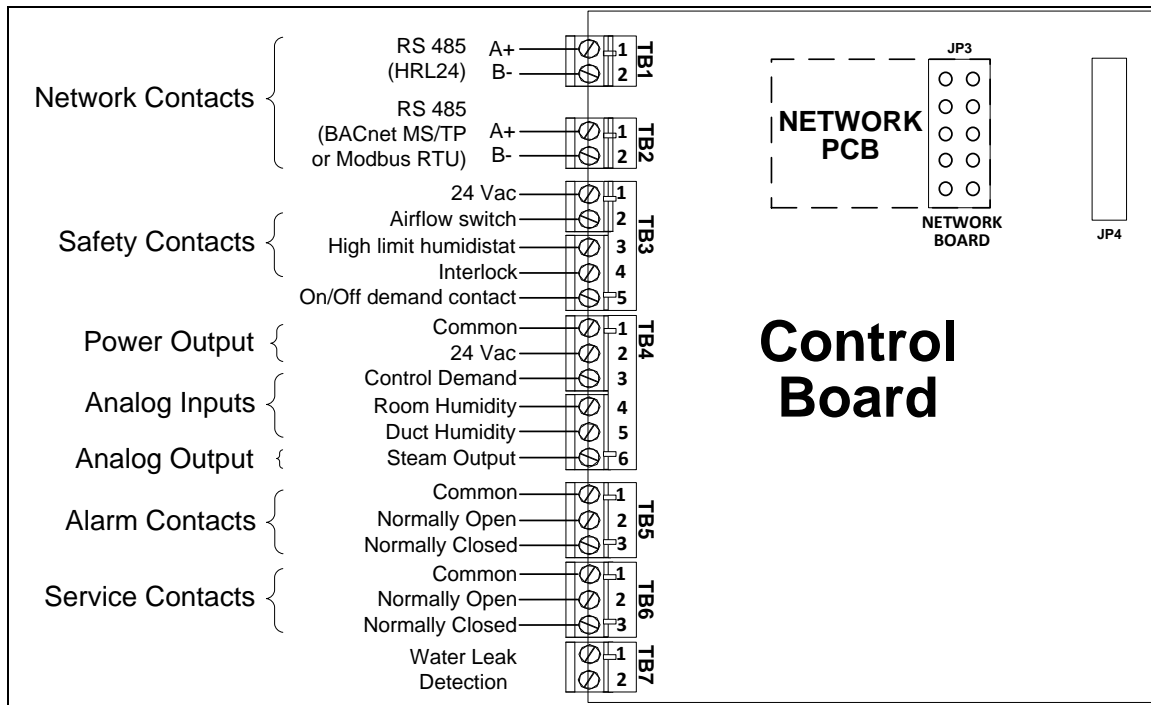 Network Contacts
RS 485
(HRL24)
A+
B-
1
2
TB1
RS 485
(BACnet MS/TP
or Modbus RTU)
A+
B-
1
2
TB2
Safety Contacts
24 Vac
Airflow switch
High limit humidistat
Interlock
On/Off demand contact
1
2
3
4
5
TB3
Power Output
Analog Inputs
Analog Output
Common
24 Vac
Control Demand
Room Humidity
Duct Humidity
Steam Output
1
2
3
4
5
6
TB4
Alarm Contacts
Common
Normally Open
Normally Closed
1
2
3
TB5
Service Contacts
Common
Normally Open
Normally Closed
1
2
3
TB6
Water Leak
Detection
1
2
TB7
JP3
NETWORK
PCB
NETWORK
BOARD
JP4
Control
Board